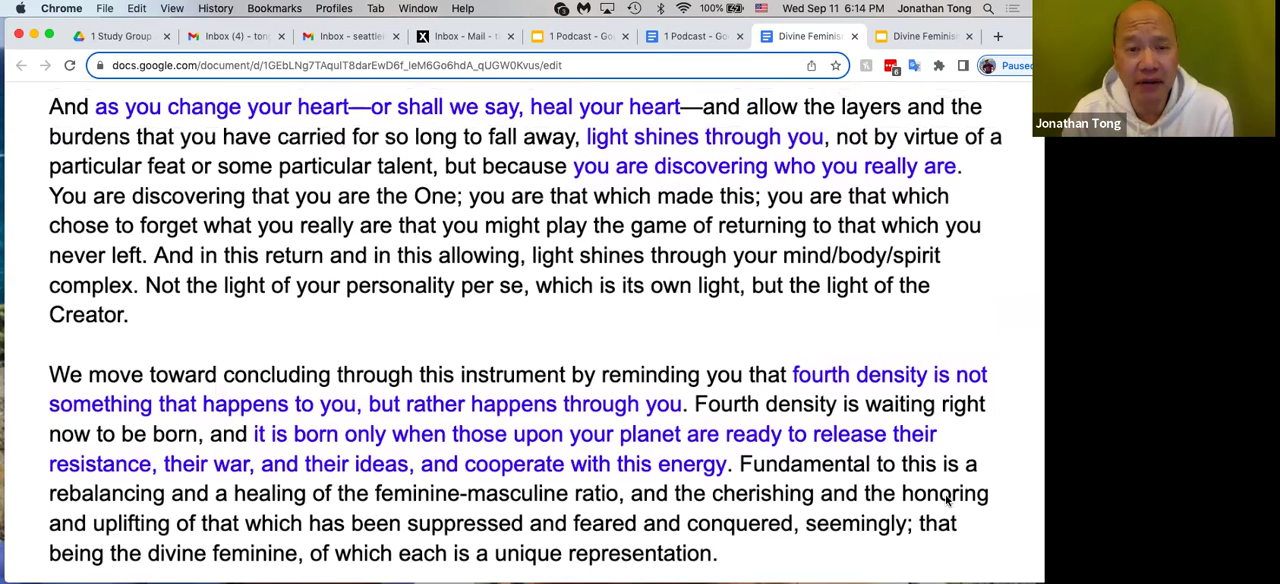 Chrome File Edit View History Bookmarks Profiles Tab Window Help 100% Wed Sep 11 6:14 PM Jonathan Tong
1 Study Group Inbox (4) - ton Inbox - seattlei Inbox - Mail - t 1 Podcast - Go 1 Podcast - Go Divine Feminis Divine Feminis
docs.google.com/document/d/1GEbLNg7TAquIT8darEwD6f_leM6Go6hdA_qUGW0Kvus/edit 6 Paused
And as you change your heart—or shall we say, heal your heart—and allow the layers and the
burdens that you have carried for so long to fall away, light shines through you, not by virtue of a
particular feat or some particular talent, but because you are discovering who you really are.
You are discovering that you are the One; you are that which made this; you are that which
chose to forget what you really are that you might play the game of returning to that which you
never left. And in this return and in this allowing, light shines through your mind/body/spirit
complex. Not the light of your personality per se, which is its own light, but the light of the
Creator.
We move toward concluding through this instrument by reminding you that fourth density is not
something that happens to you, but rather happens through you. Fourth density is waiting right
now to be born, and it is born only when those upon your planet are ready to release their
resistance, their war, and their ideas, and cooperate with this energy. Fundamental to this is a
rebalancing and a healing of the feminine-masculine ratio, and the cherishing and the honoring
and uplifting of that which has been suppressed and feared and conquered, seemingly; that
being the divine feminine, of which each is a unique representation.
Jonathan Tong